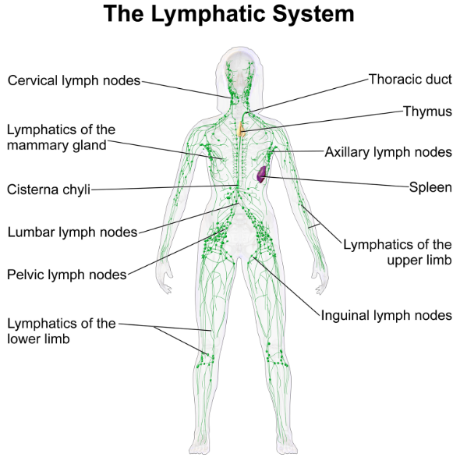 The Lymphatic System
Cervical lymph nodes
Thoracic duct
Thymus
Lymphatics of the
mammary gland
Axillary lymph nodes
Cisterna chyli
Spleen
Lumbar lymph nodes
Lymphatics of the
upper limb
Pelvic lymph nodes
Inguinal lymph nodes
Lymphatics of the
lower limb